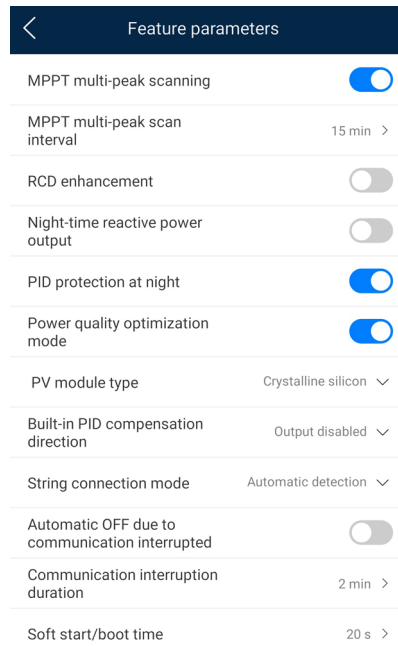 Feature parameters
MPPT multi-peak scanning
MPPT multi-peak scan
interval
15 min
RCD enhancement
Night-time reactive power
output
PID protection at night
Power quality optimization
mode
PV module type
Crystalline silicon
Built-in PID compensation
direction
Output disabled
String connection mode
Automatic detection
Automatic OFF due to
communication interrupted
Communication interruption
duration
2 min
Soft start/boot time
20 s